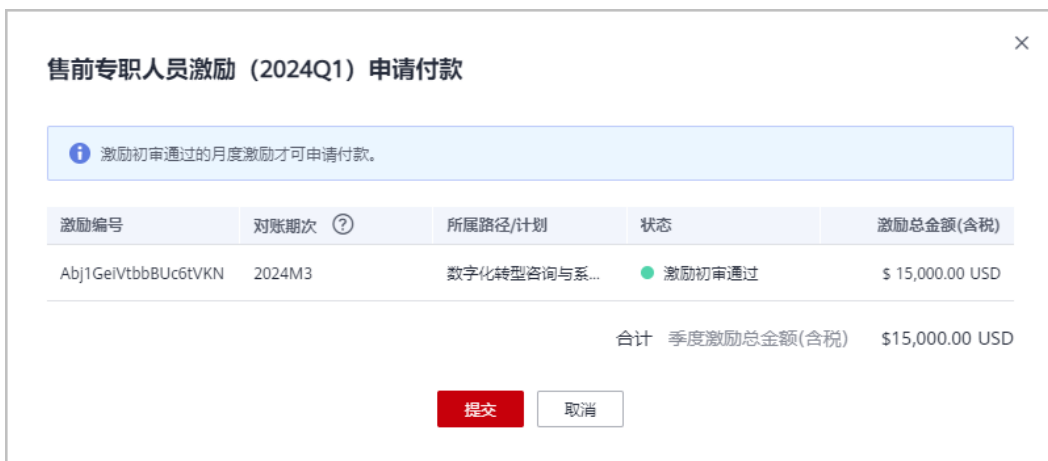 售前专职人员激励（2024Q1）申请付款
激励初审通过的月度激励才可申请付款。
激励编号 对账期次 所属路径/计划 状态 激励总金额(含税)
Abj1GeiVtbbBUc6tVKN 2024M3 数字化转型咨询与系... 激励初审通过 $ 15,000.00 USD
合计 季度激励总金额(含税) $15,000.00 USD
提交 取消